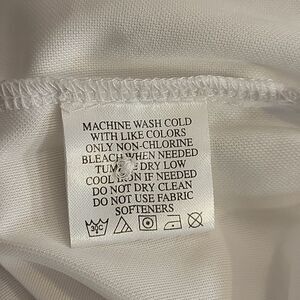 MACHINE WASH COLD
WITH LIKE COLORS
ONLY NON-CHLORINE
BLEACH WHEN NEEDED
DRY LOW
COOL IRON IF NEEDED
DO NOT DRY CLEAN
DO NOT USE FABRIC
SOFTENERS